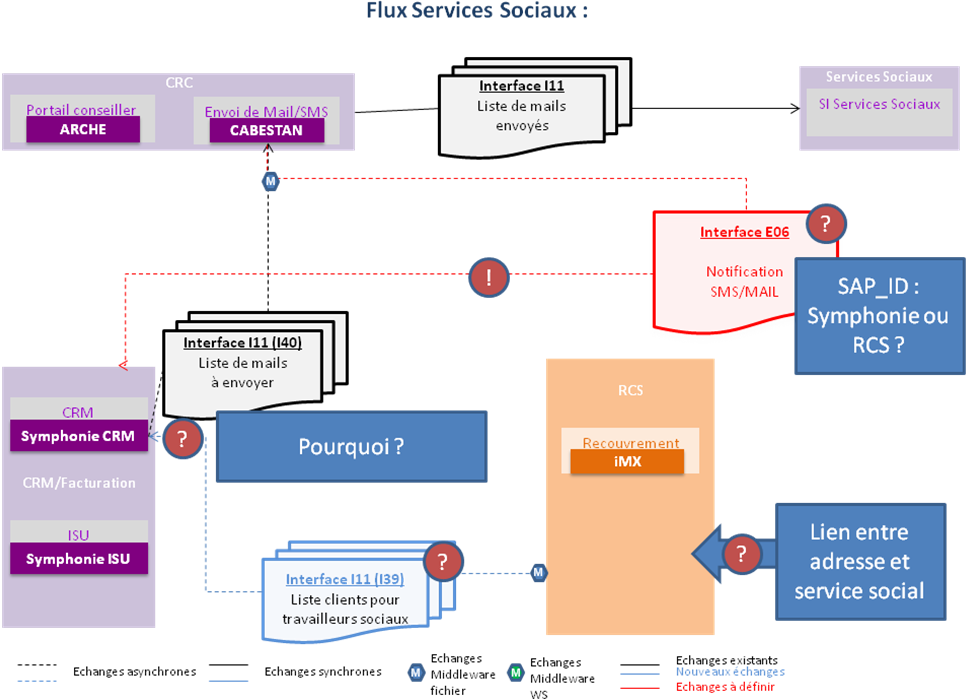 Flux Services Sociaux :
CRC
Portail conseiller
ARCHE
Envoi de Mail/SMS
CABESTAN
Interface I11
Liste de mails
envoyés
Services Sociaux
SI Services Sociaux
M
Interface E06
Notification
SMS/MAIL
?
SAP_ID :
Symphonie ou
RCS ?
!
Interface I11 (I40)
Liste de mails
à envoyer
CRM
Symphonie CRM
CRM/Facturation
ISU
Symphonie ISU
?
Pourquoi ?
RCS
Recouvrement
iMX
Interface I11 (I39)
Liste clients pour
travailleurs sociaux
?
M
?
Lien entre
adresse et
service social
Echanges asynchrones
Echanges synchrones
M
Echanges
Middleware
fichier
M
Echanges
Middleware
WS
Echanges existants
Nouveaux échanges
Echanges à définir